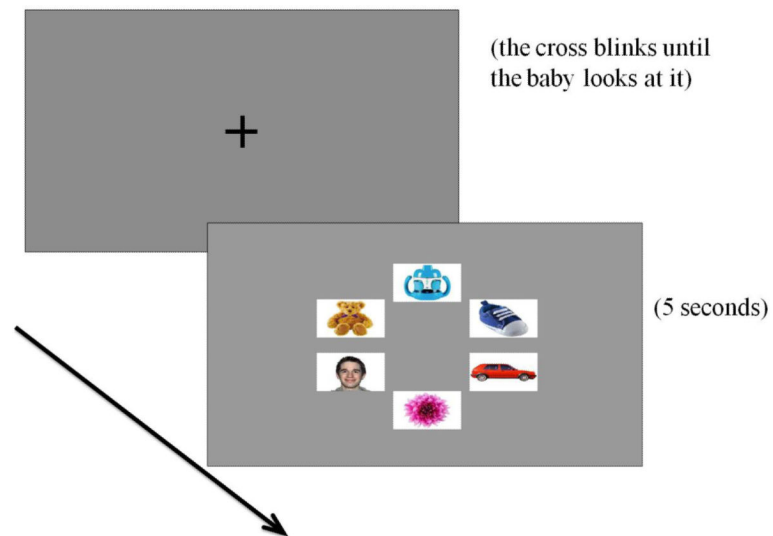 (the cross blinks until
the baby looks at it)
(5 seconds)